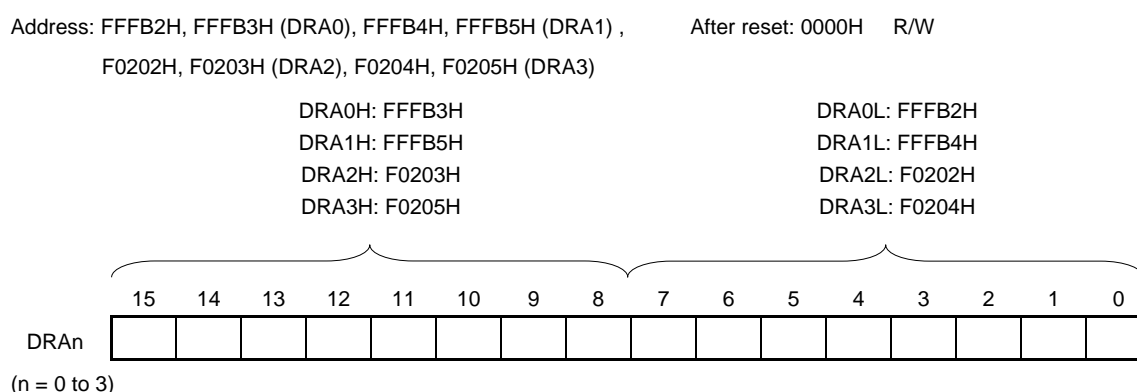 Address: FFFB2H, FFFB3H (DRA0), FFFB4H, FFFB5H (DRA1) , After reset: 0000H R/W
F0202H, F0203H (DRA2), F0204H, F0205H (DRA3)
DRA0H: FFFB3H DRA0L: FFFB2H
DRA1H: FFFB5H DRA1L: FFFB4H
DRA2H: F0203H DRA2L: F0202H
DRA3H: F0205H DRA3L: F0204H
15 14 13 12 11 10 9 8 7 6 5 4 3 2 1 0
DRAn
(n = 0 to 3)